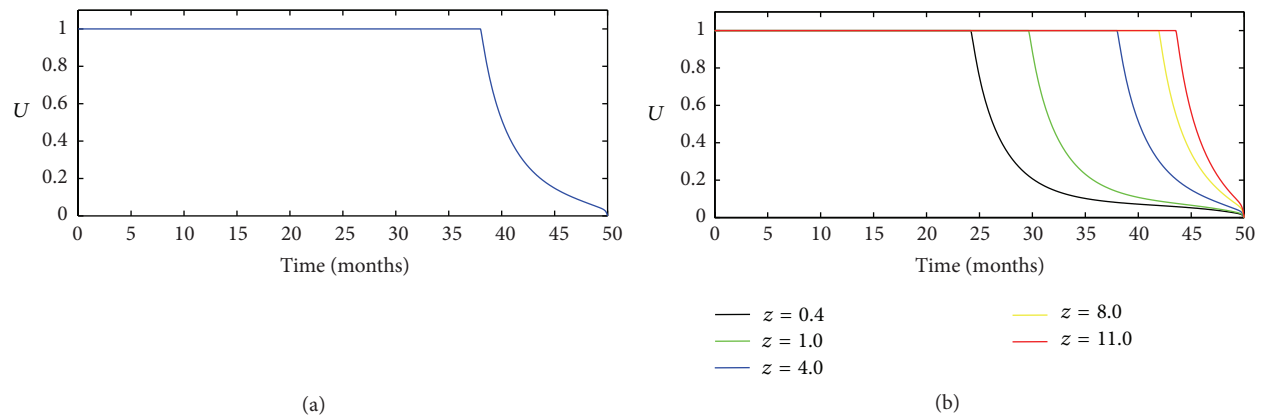 1
0.8
0.6
U
0.4
0.2
0
0 5 10 15 20 25 30 35 40 45 50
Time (months)
(a)
1
0.8
0.6
U
0.4
0.2
0
0 5 10 15 20 25 30 35 40 45 50
Time (months)
z = 0.4
z = 1.0
z = 4.0
z = 8.0
z = 11.0
(b)